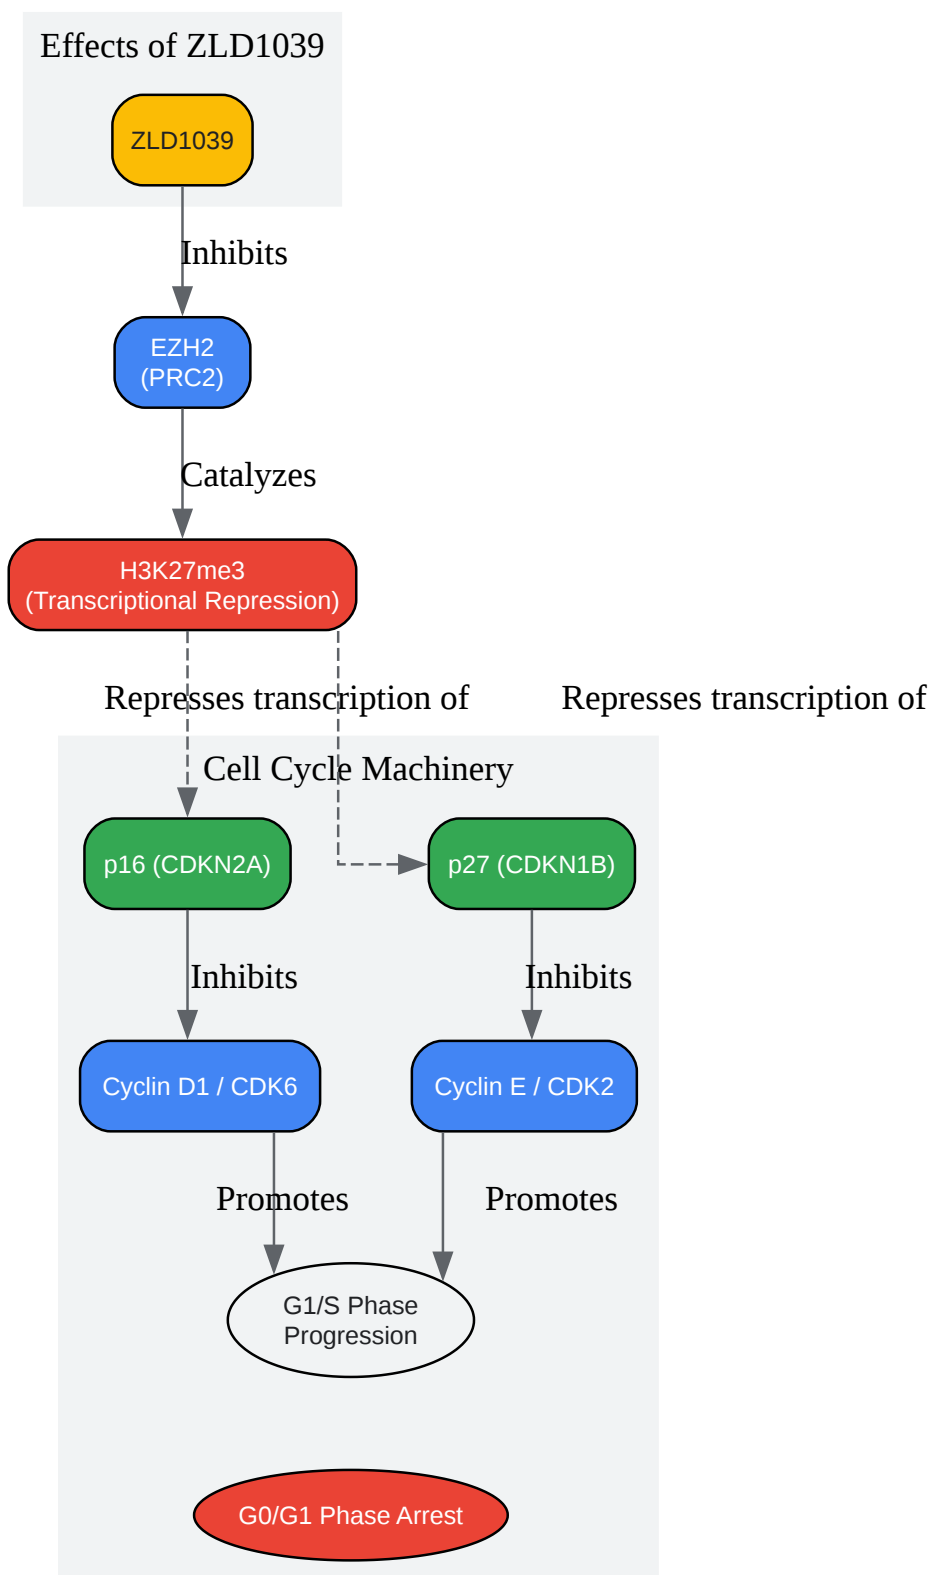 Effects of ZLD1039
ZLD1039
Inhibits
EZH2
(PRC2)
Catalyzes
H3K27me3
(Transcriptional Repression)
Represses transcription of
Represses transcription of
Cell Cycle Machinery
p16 (CDKN2A)
p27 (CDKN1B)
Inhibits
Inhibits
Cyclin D1 / CDK6
Cyclin E / CDK2
Promotes
Promotes
G1/S Phase
Progression
G0/G1 Phase Arrest